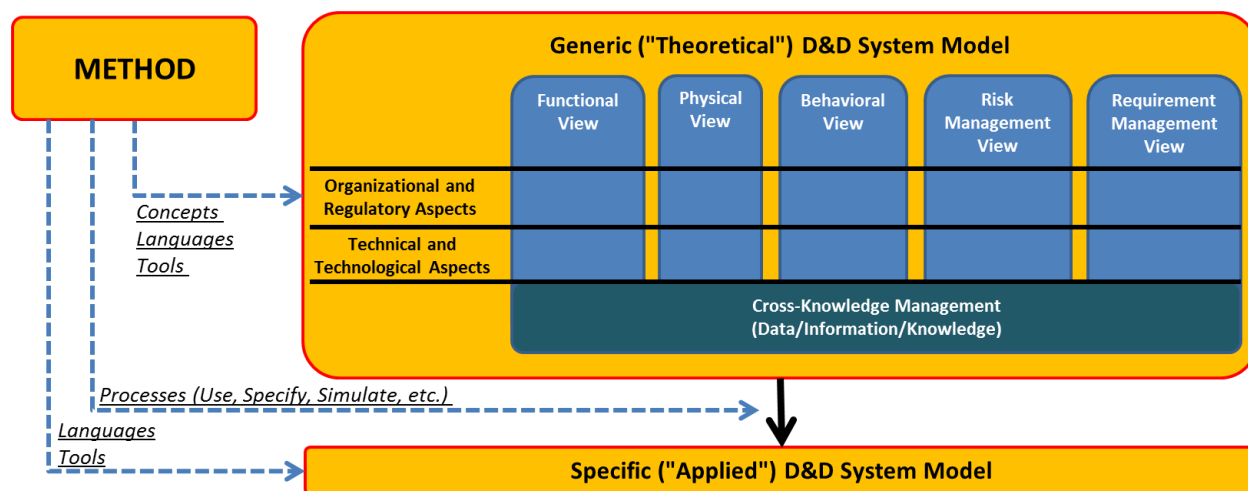 METHOD
Generic ("Theoretical") D&D System Model
Functional
View
Physical
View
Behavioral
View
Risk
Management
View
Requirement
Management
View
Organizational and
Regulatory Aspects
Technical and
Technological Aspects
Cross-Knowledge Management
(Data/Information/Knowledge)
Concepts
Languages
Tools
Processes (Use, Specify, Simulate, etc.)
Languages
Tools
Specific ("Applied") D&D System Model